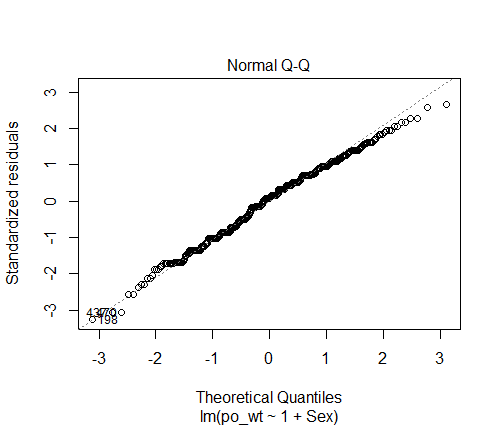 Normal Q-Q
Standardized residuals
3
2
1
0
-1
-2
-3
198
-3 -2 -1 0 1 2 3
Theoretical Quantiles
lm(po_wt ~ 1 + Sex)